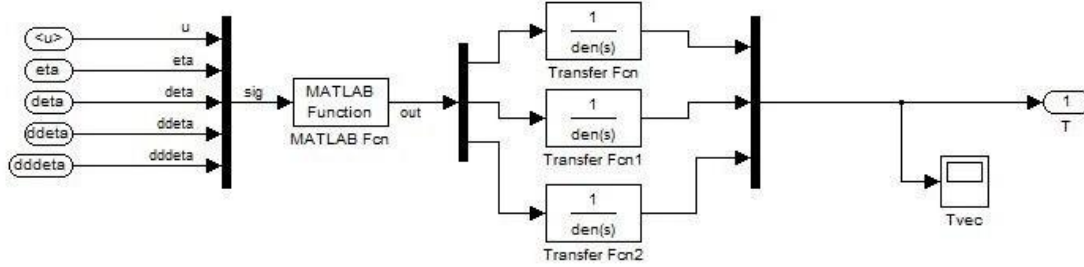 <u>
u
eta
eta
deta
deta
ddeta
ddeta
dddeta
dddeta
sig
MATLAB
Function
MATLAB Fcn
out
1
den(s)
Transfer Fcn
1
den(s)
Transfer Fcn1
1
den(s)
Transfer Fcn2
1
T
Tvec